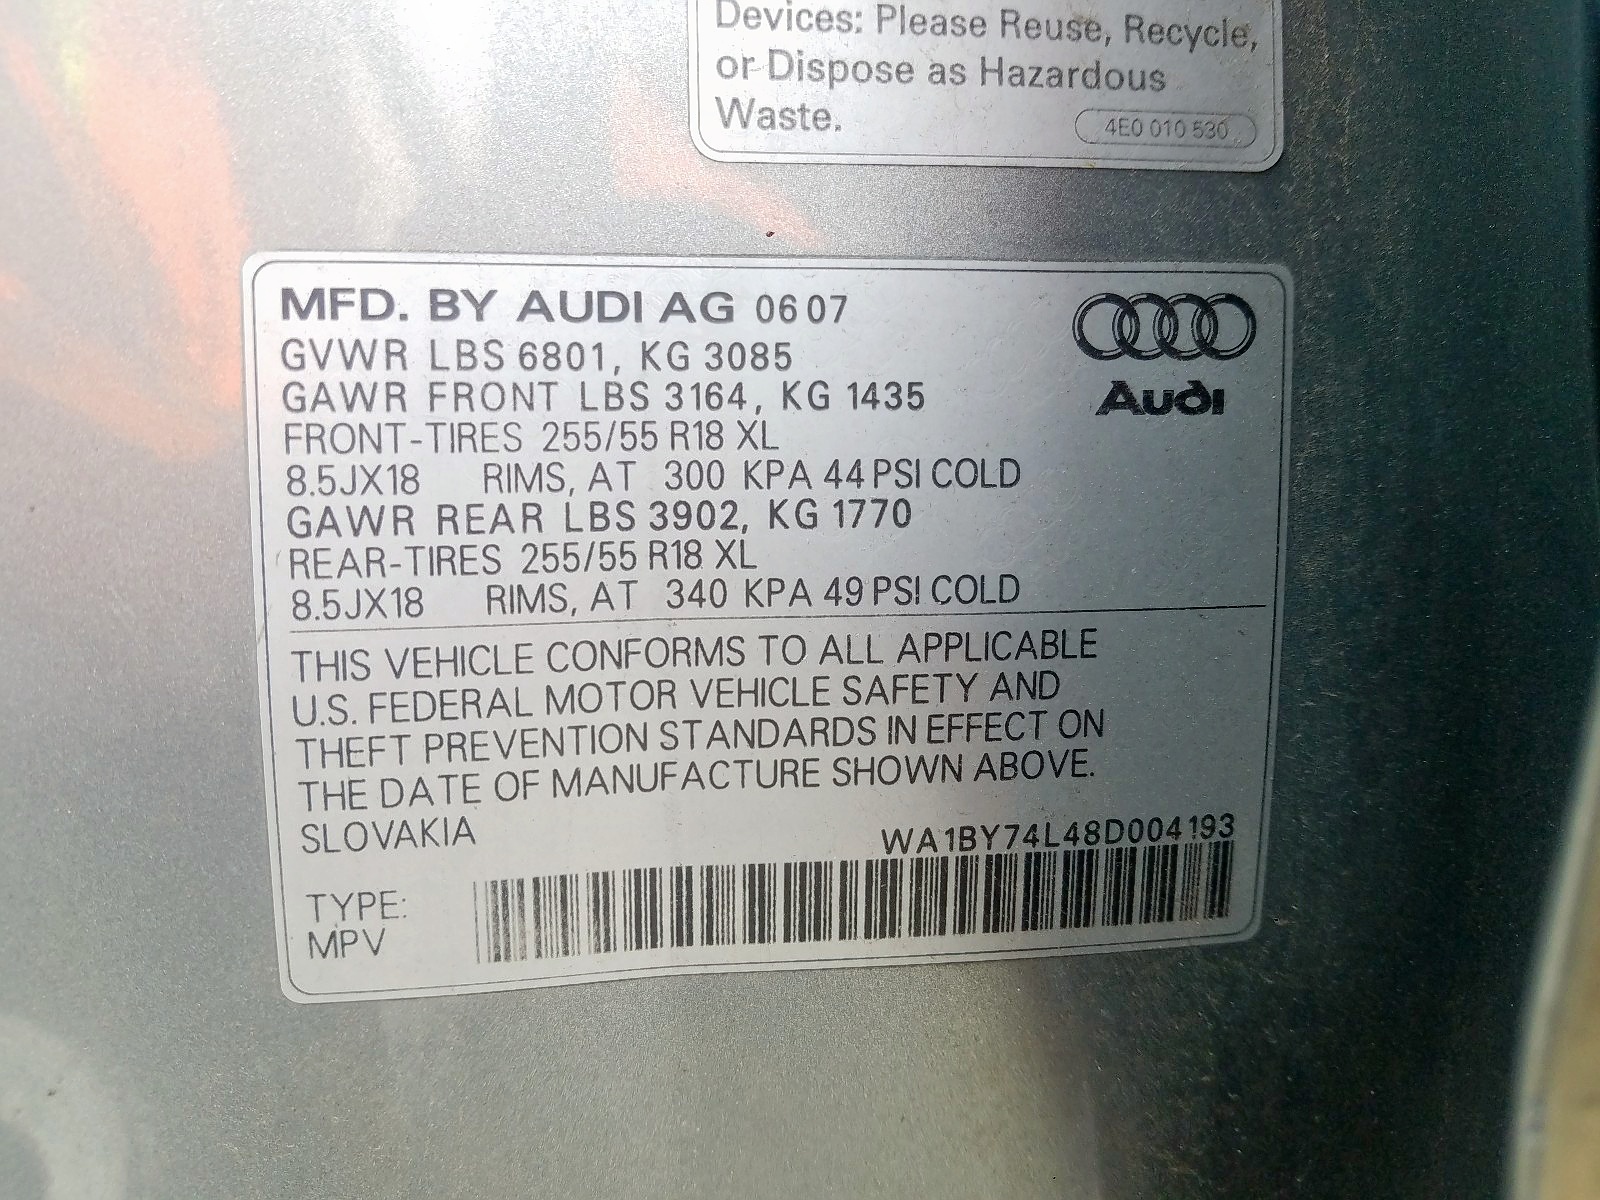 Devices: Please Reuse, Recycle,
or Dispose as Hazardous
Waste.
4E0 010 530
MFD. BY AUDI AG 06 07
GVWR LBS 6801, KG 3085
GAWR FRONT LBS 3164, KG 1435
Audi
FRONT-TIRES 255/55 R18 XL
8.5JX18 RIMS, AT 300 KPA 44 PSI COLD
GAWR REAR LBS 3902, KG 1770
REAR-TIRES 255/55 R18 XL
8.5JX18 RIMS, AT 340 KPA 49 PSI COLD
THIS VEHICLE CONFORMS TO ALL APPLICABLE
U.S. FEDERAL MOTOR VEHICLE SAFETY AND
THEFT PREVENTION STANDARDS IN EFFECT ON
THE DATE OF MANUFACTURE SHOWN ABOVE.
SLOVAKIA
WA1BY74L48D004193
TYPE:
MPV